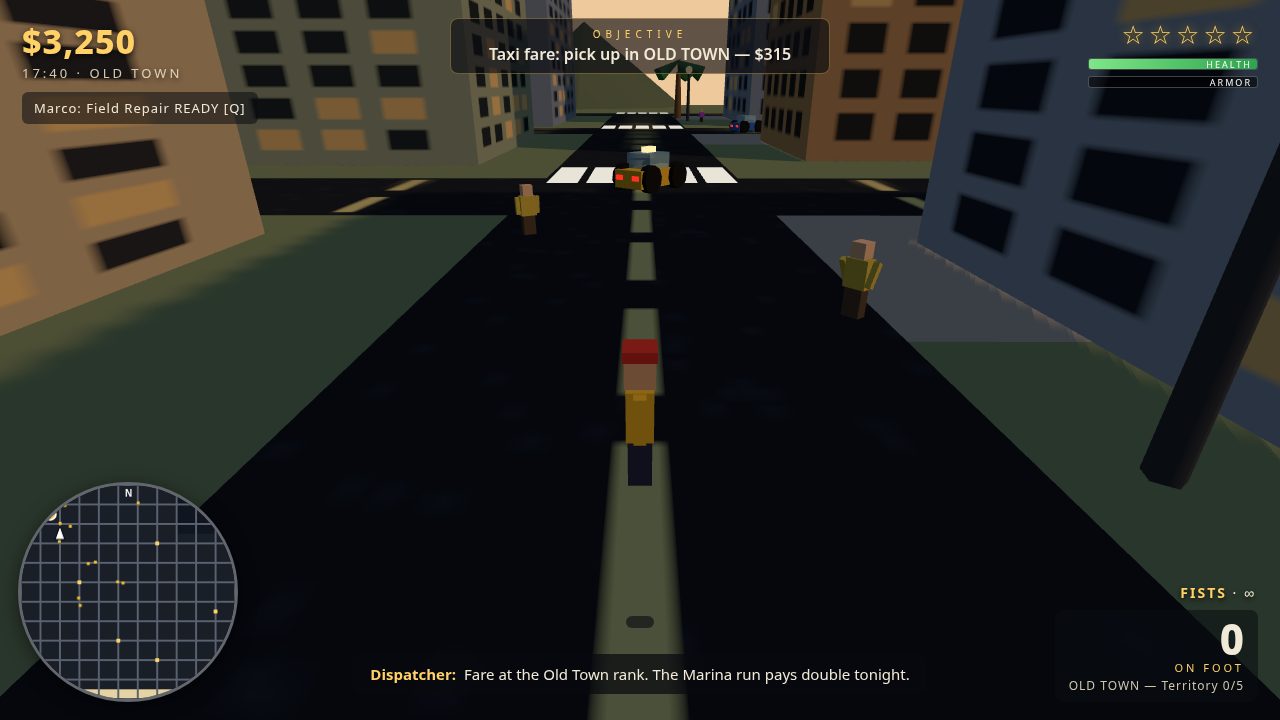 $3,250
17:40 · OLD TOWN
Marco: Field Repair READY [Q]
OBJECTIVE
Taxi fare: pick up in OLD TOWN — $315
☆☆☆☆☆
HEALTH
ARMOR
N
Dispatcher: Fare at the Old Town rank. The Marina run pays double tonight.
FISTS · ∞
0
ON FOOT
OLD TOWN — Territory 0/5